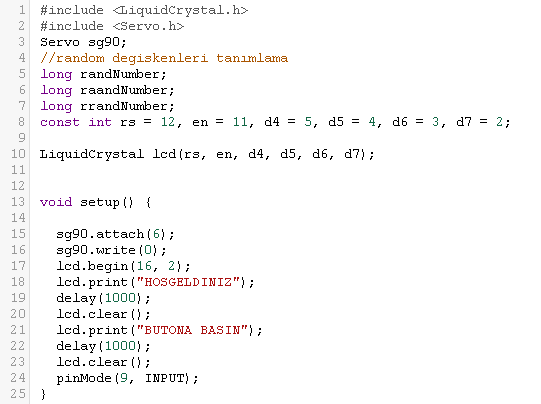 1 #include <LiquidCrystal.h>
2 #include <Servo.h>
3 Servo sg90;
4 //random degiskenleri tanımlama
5 long randNumber;
6 long raandNumber;
7 long rrandNumber;
8 const int rs = 12, en = 11, d4 = 5, d5 = 4, d6 = 3, d7 = 2;
9
10 LiquidCrystal lcd(rs, en, d4, d5, d6, d7);
11
12
13 void setup() {
14
15   sg90.attach(6);
16   sg90.write(0);
17   lcd.begin(16, 2);
18   lcd.print("HOSGELDINIZ");
19   delay(1000);
20   lcd.clear();
21   lcd.print("BUTONA BASIN");
22   delay(1000);
23   lcd.clear();
24   pinMode(9, INPUT);
25 }